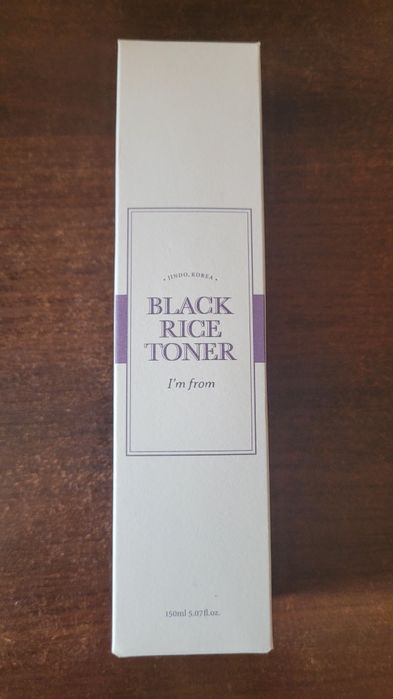 • JINDO, KOREA •
BLACK
RICE
TONER
I'm from
150ml 5.07fl.oz.